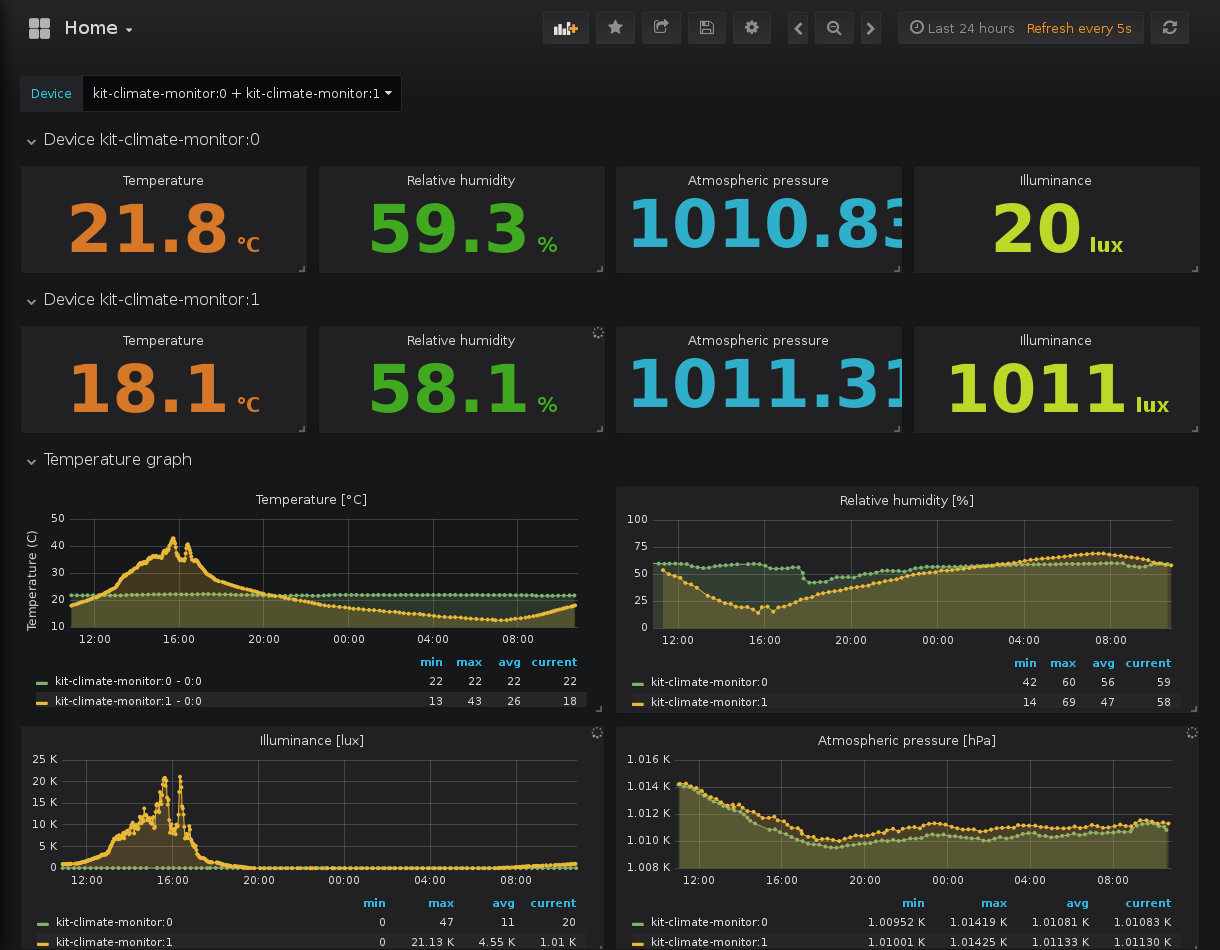 Home
Last 24 hours Refresh every 5s
Device kit-climate-monitor:0 + kit-climate-monitor:1
Device kit-climate-monitor:0
Temperature Relative humidity Atmospheric pressure Illuminance
21.8 °C 59.3 % 1010.83 20 lux
Device kit-climate-monitor:1
Temperature Relative humidity Atmospheric pressure Illuminance
18.1 °C 58.1 % 1011.31 1011 lux
Temperature graph
Temperature [°C]
Temperature (C)
50
40
30
20
10
12:00 16:00 20:00 00:00 04:00 08:00
min max avg current
kit-climate-monitor:0 - 0:0 22 22 22 22
kit-climate-monitor:1 - 0:0 13 43 26 18
Relative humidity [%]
100
75
50
25
0
12:00 16:00 20:00 00:00 04:00 08:00
min max avg current
kit-climate-monitor:0 42 60 56 59
kit-climate-monitor:1 14 69 47 58
Illuminance [lux]
25 K
20 K
15 K
10 K
5 K
0
12:00 16:00 20:00 00:00 04:00 08:00
min max avg current
kit-climate-monitor:0 0 47 11 20
kit-climate-monitor:1 0 21.13 K 4.55 K 1.01 K
Atmospheric pressure [hPa]
1.016 K
1.014 K
1.012 K
1.010 K
1.008 K
12:00 16:00 20:00 00:00 04:00 08:00
min max avg current
kit-climate-monitor:0 1.00952 K 1.01419 K 1.01081 K 1.01083 K
kit-climate-monitor:1 1.01001 K 1.01425 K 1.01133 K 1.01130 K